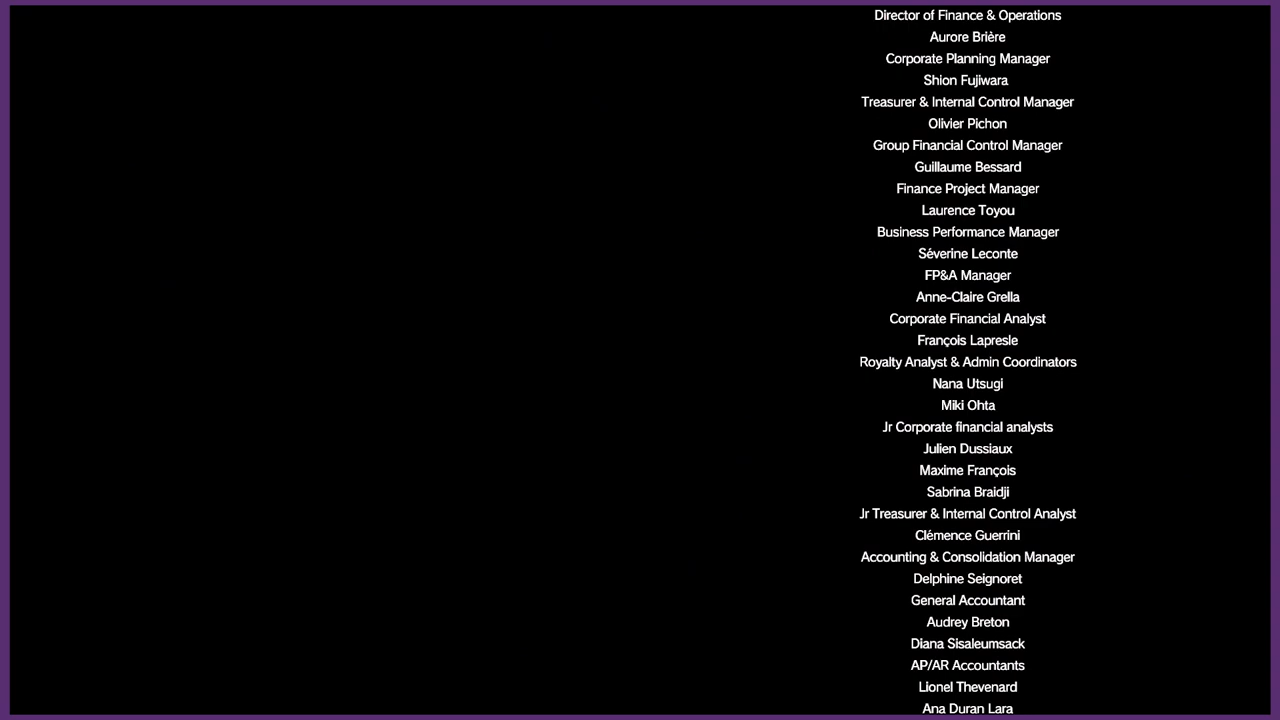 Director of Finance & Operations
Aurore Brière
Corporate Planning Manager
Shion Fujiwara
Treasurer & Internal Control Manager
Olivier Pichon
Group Financial Control Manager
Guillaume Bessard
Finance Project Manager
Laurence Toyou
Business Performance Manager
Séverine Leconte
FP&A Manager
Anne-Claire Grella
Corporate Financial Analyst
François Lapresle
Royalty Analyst & Admin Coordinators
Nana Utsugi
Miki Ohta
Jr Corporate financial analysts
Julien Dussiaux
Maxime François
Sabrina Braidji
Jr Treasurer & Internal Control Analyst
Clémence Guerrini
Accounting & Consolidation Manager
Delphine Seignoret
General Accountant
Audrey Breton
Diana Sisaleumsack
AP/AR Accountants
Lionel Thevenard
Ana Duran Lara